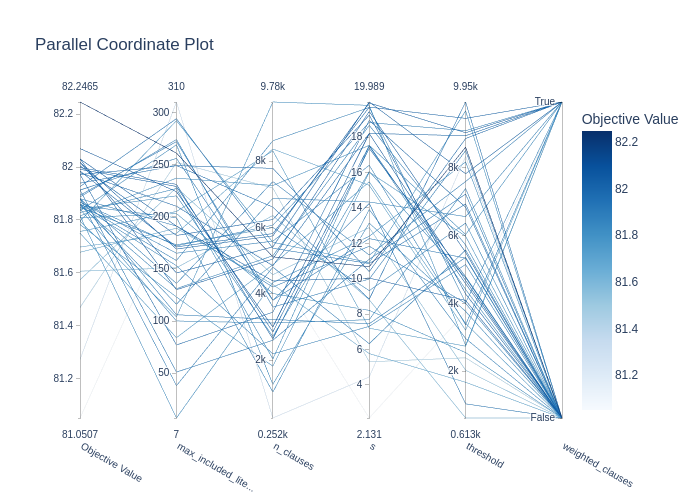 Parallel Coordinate Plot
82.2465 310 9.78k 19.989 9.95k
82.2 82 81.8 81.6 81.4 81.2
300 250 200 150 100 50
8k 6k 4k 2k
18 16 14 12 10 8 6 4
8k 6k 4k 2k
True False
81.0507 7 0.252k 2.131 0.613k
Objective Value max_included_lite... n_clauses s threshold weighted_clauses
Objective Value
82.2
82
81.8
81.6
81.4
81.2